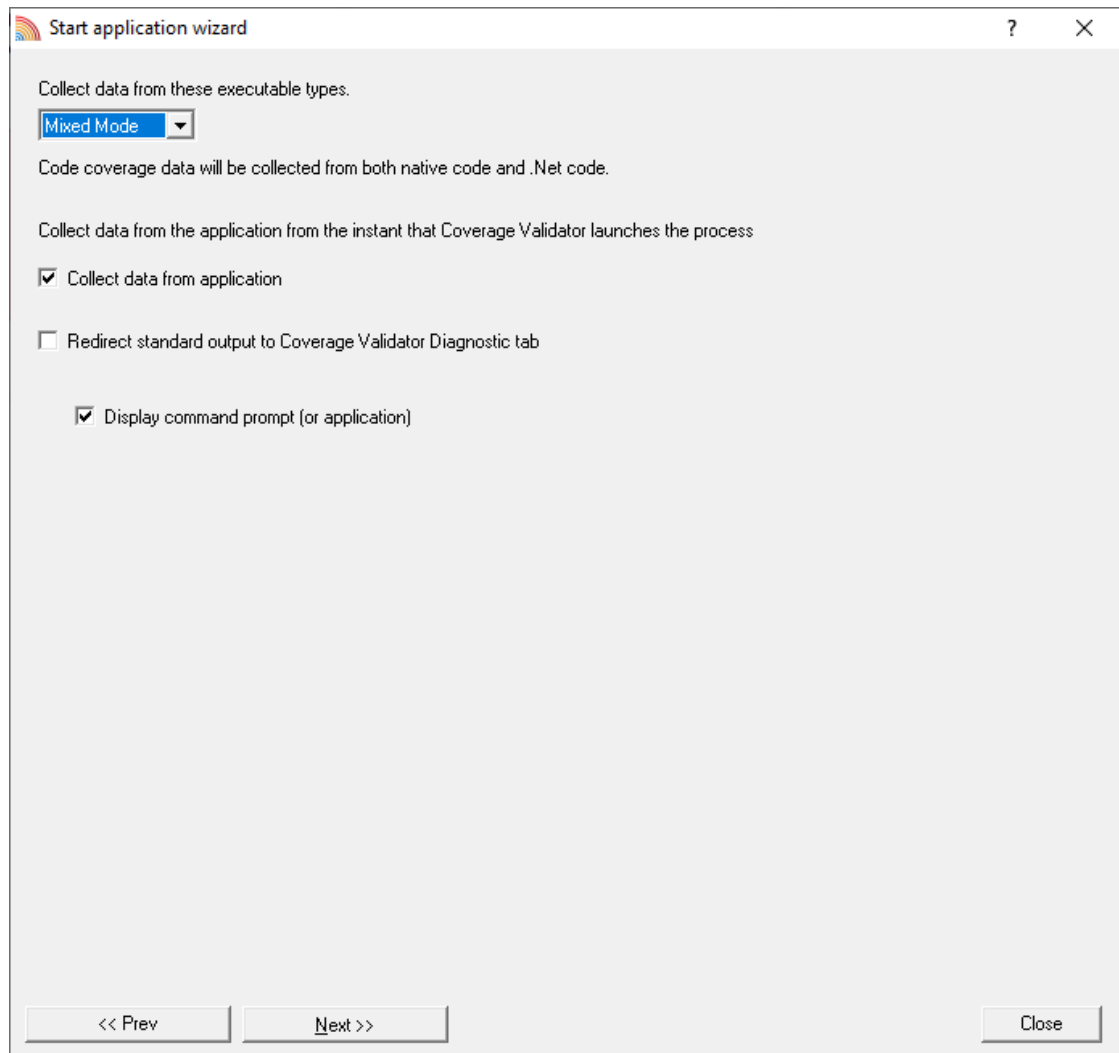 Start application wizard
?
Collect data from these executable types.
Mixed Mode
Code coverage data will be collected from both native code and .Net code.
Collect data from the application from the instant that Coverage Validator launches the process
Collect data from application
Redirect standard output to Coverage Validator Diagnostic tab
Display command prompt (or application)
<< Prev
Next >>
Close